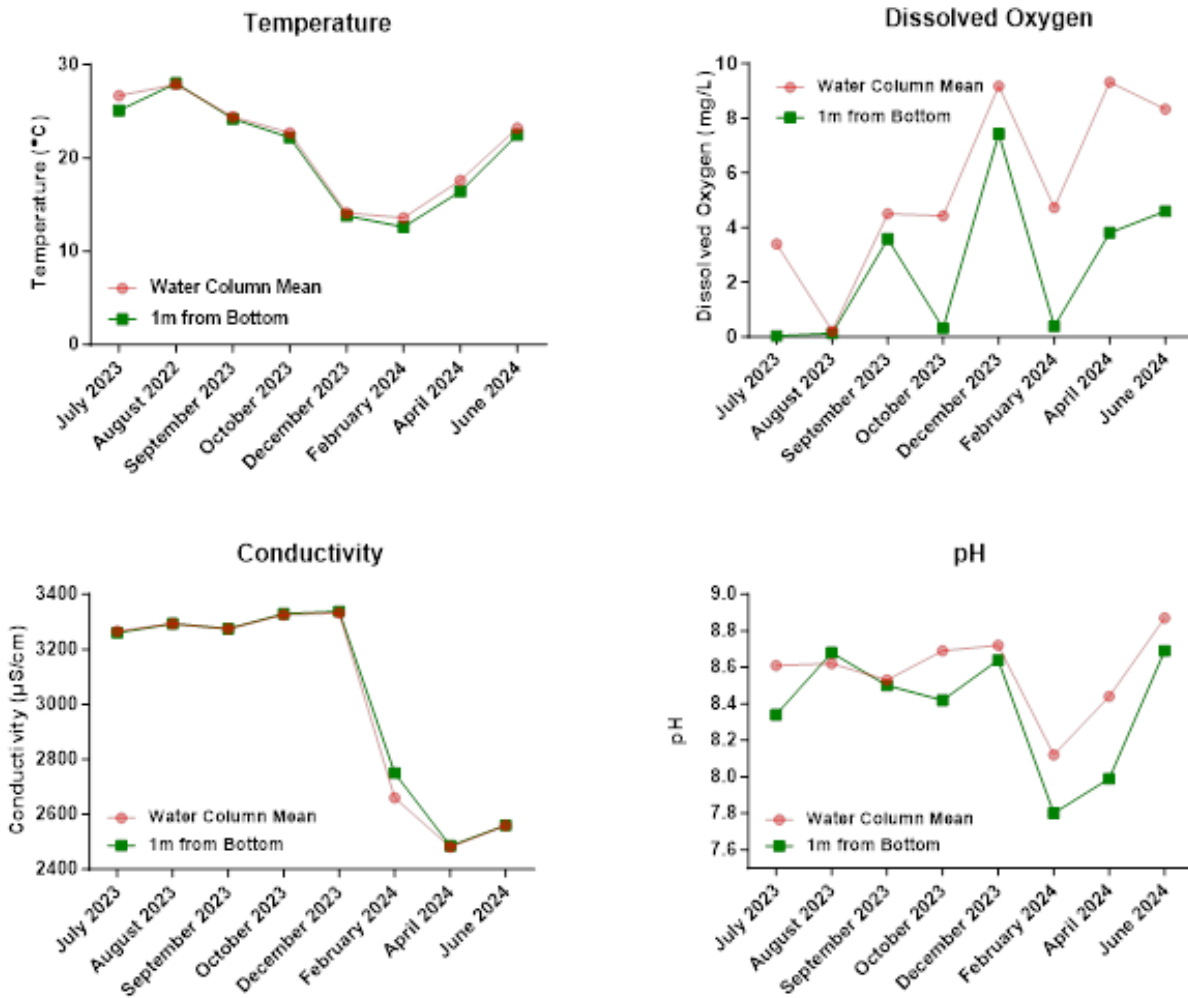 Temperature
Temperature (°C)
30
20
10
0
Water Column Mean
1m from Bottom
July 2023
August 2022
September 2023
October 2023
December 2023
February 2024
April 2024
June 2024
Dissolved Oxygen
Dissolved Oxygen (mg/L)
10
8
6
4
2
0
Water Column Mean
1m from Bottom
July 2023
August 2023
September 2023
October 2023
December 2023
February 2024
April 2024
June 2024
Conductivity
Conductivity (µS/cm)
3400
3200
3000
2800
2600
2400
Water Column Mean
1m from Bottom
July 2023
August 2023
September 2023
October 2023
December 2023
February 2024
April 2024
June 2024
pH
pH
9.0
8.8
8.6
8.4
8.2
8.0
7.8
7.6
Water Column Mean
1m from Bottom
July 2023
August 2023
September 2023
October 2023
December 2023
February 2024
April 2024
June 2024